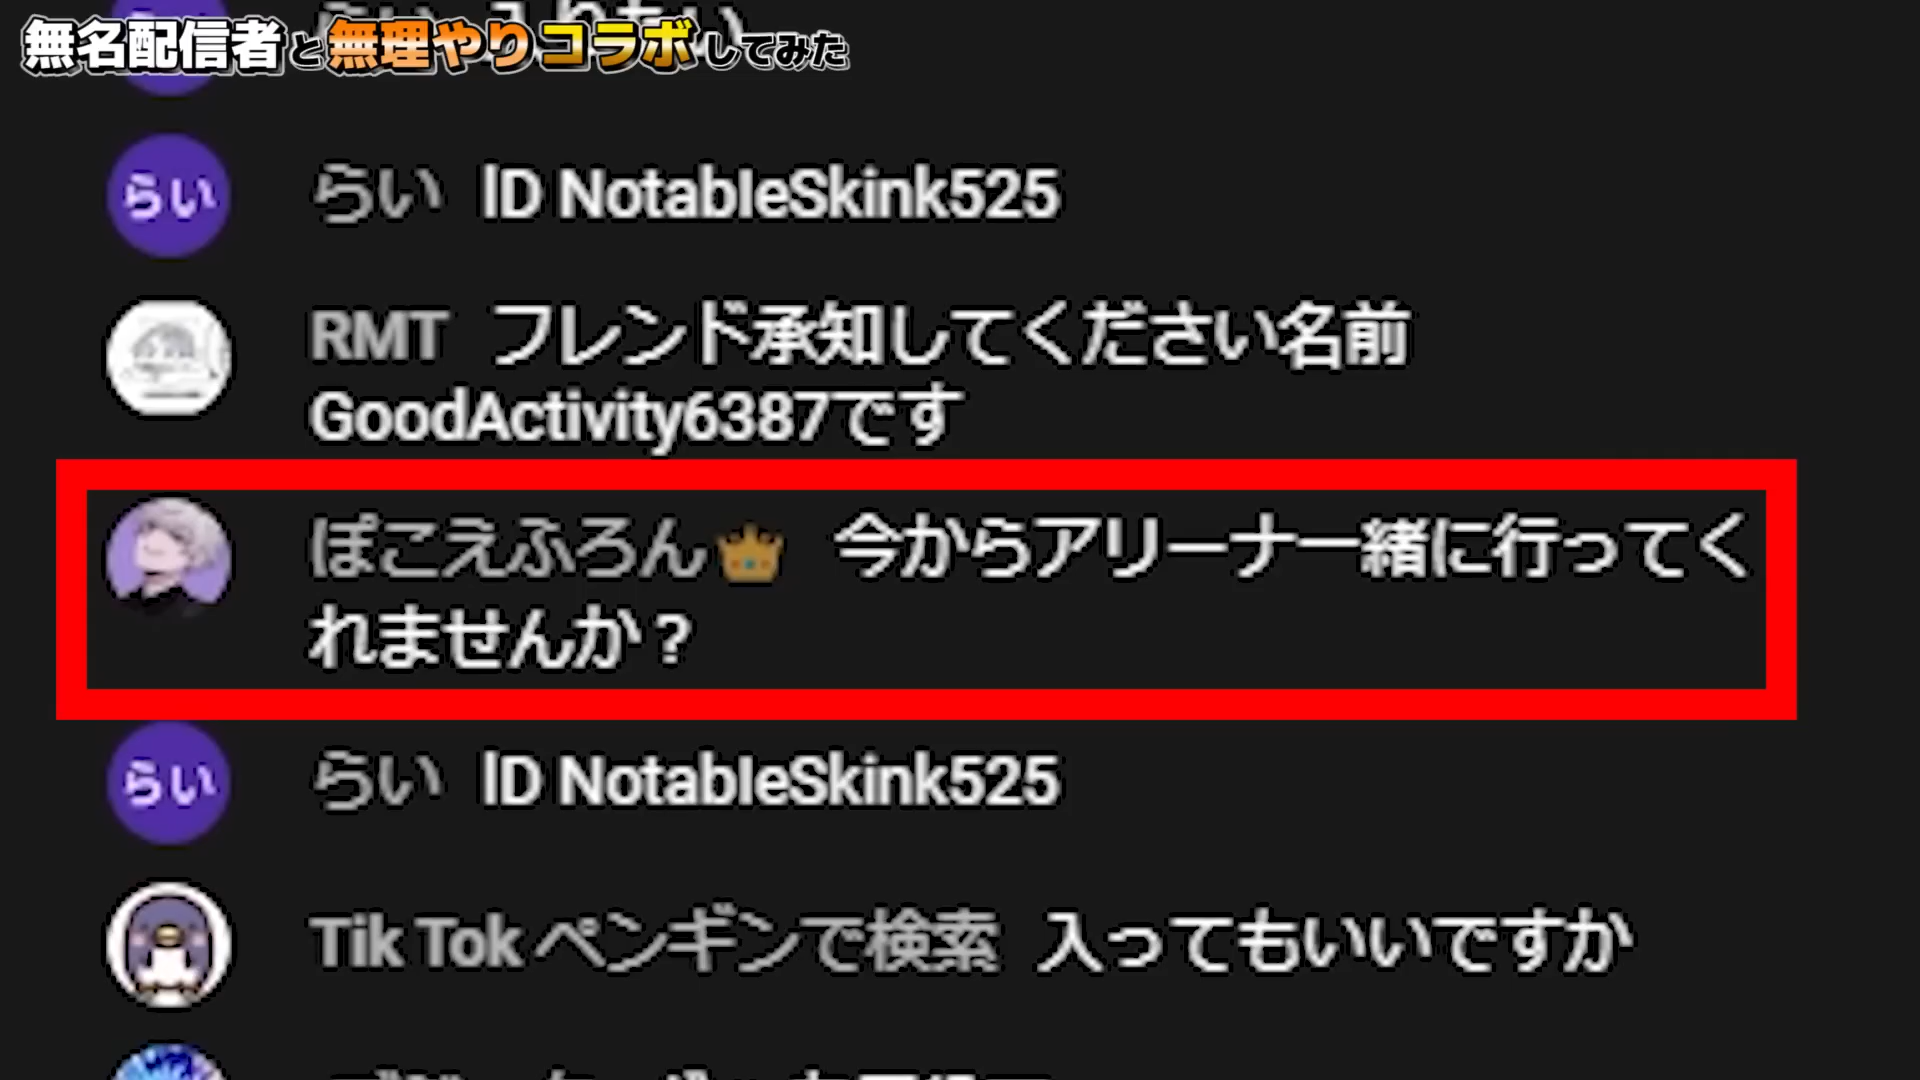 無名配信者と無理やりコラボしてみた
らい らい ID NotableSkink525
RMT フレンド承知してください名前
GoodActivity6387です
ぽこえふろん 今からアリーナ一緒に行ってく
れませんか？
らい らい ID NotableSkink525
Tik Tok ペンギンで検索 入ってもいいですか